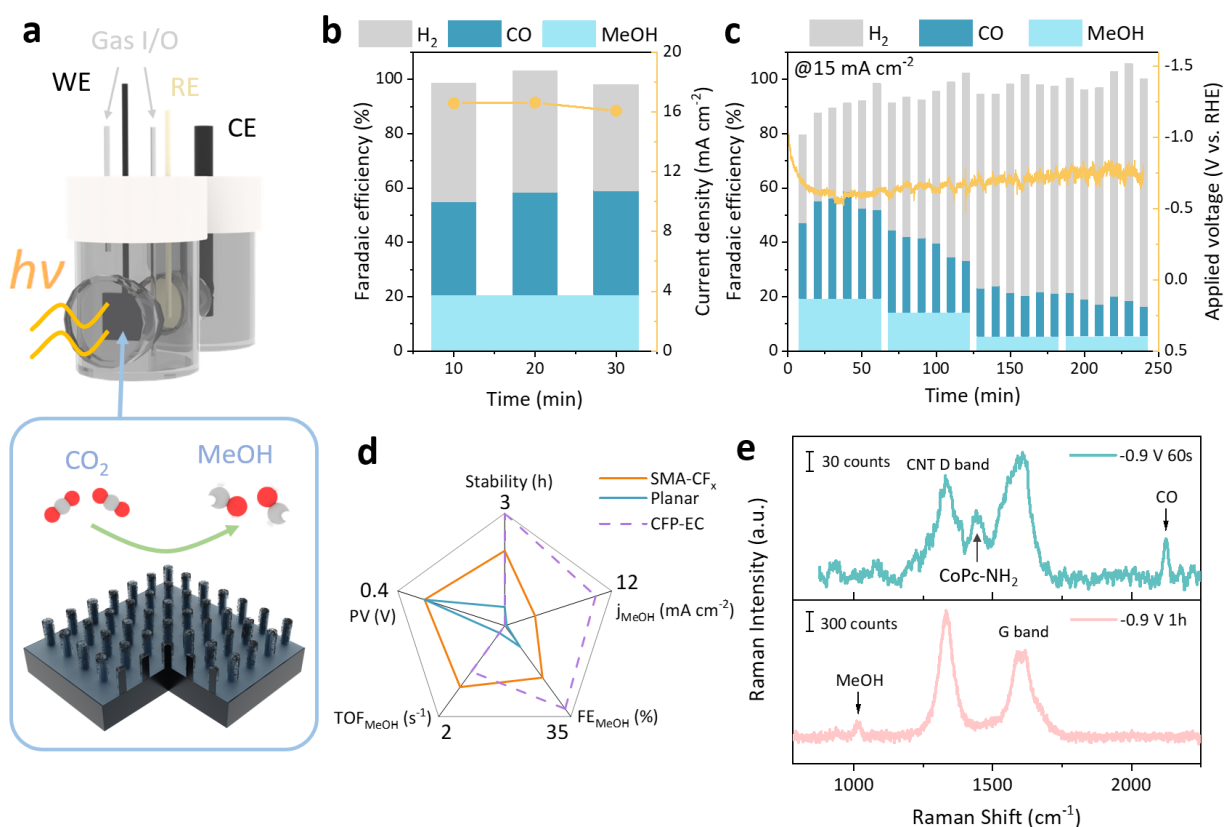 a
Gas I/O
WE
RE
CE
hν
CO₂
MeOH
b
H₂
CO
MeOH
Faradaic efficiency (%)
100
80
60
40
20
0
20
16
12
8
4
0
Current density (mA cm⁻²)
10
20
30
Time (min)
c
H₂
CO
MeOH
@15 mA cm⁻²
Faradaic efficiency (%)
100
80
60
40
20
0
-1.5
-1.0
-0.5
0.0
0.5
Applied voltage (V vs. RHE)
0
50
100
150
200
250
Time (min)
d
Stability (h)
3
SMA-CFₓ
Planar
CFP-EC
12
j_MeOH (mA cm⁻²)
0.4
PV (V)
TOF_MeOH (s⁻¹)
2
FE_MeOH (%)
35
e
Raman Intensity (a.u.)
30 counts
CNT D band
-0.9 V 60s
CO
CoPc-NH₂
300 counts
G band
-0.9 V 1h
MeOH
1000
1500
2000
Raman Shift (cm⁻¹)